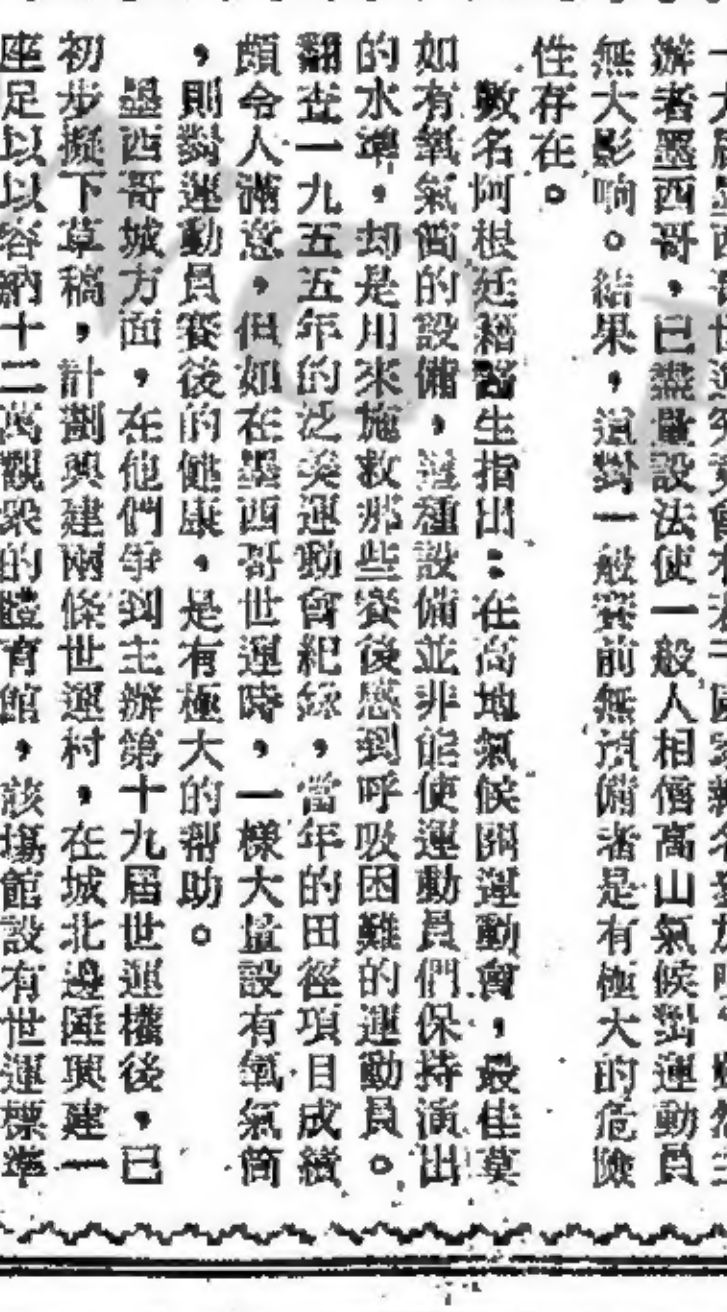 辦者墨西哥，已盡量設法使一般人相信高山氣候對運動員
無大影响。結果，這對一般賽前無預備者是有極大的危險
性存在。
數名阿根廷籍醫生指出：在高地氣候開運動會，最佳莫
如有氧氣筒的設備，這種設備並非能使運動員們保持演出
的水準，却是用來施救那些賽後感到呼吸困難的運動員。
翻查一九五五年的泛美運動會紀錄，當年的田徑項目成績
頗令人滿意，但如在墨西哥世運時，一樣大量設有氧氣筒
，則對運動員賽後的健康，是有極大的幫助。
墨西哥城方面，在他們爭到主辦第十九屆世運權後，已
初步擬下草稿，計劃興建兩條世運村，在城北邊陲興建一
座足以以容納十二萬觀衆的體育館，該塲館設有世運標準